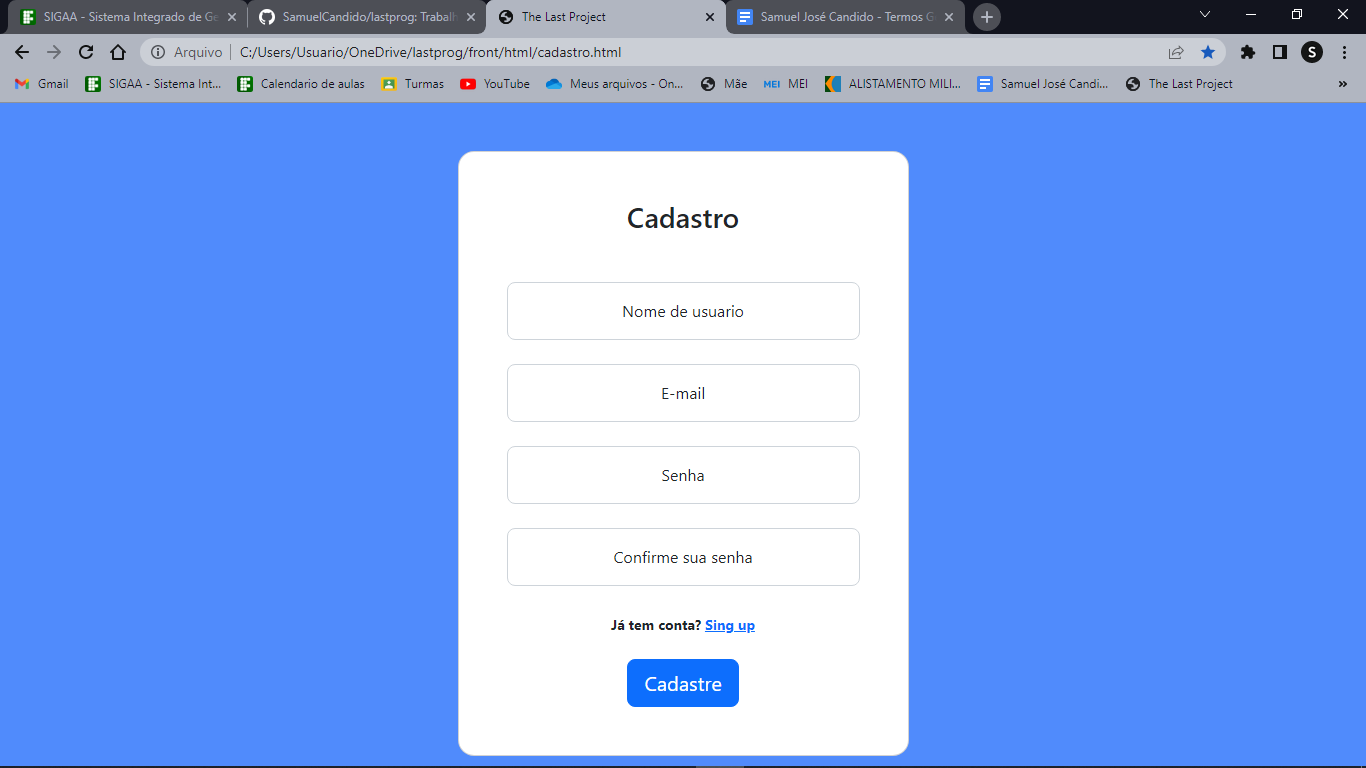 SIGAA - Sistema Integrado de Ge
SamuelCandido/lastprog: Trabalh
The Last Project
Samuel José Candido - Termos G
Arquivo
C:/Users/Usuario/OneDrive/lastprog/front/html/cadastro.html
S
Gmail
SIGAA - Sistema Int...
Calendario de aulas
Turmas
YouTube
Meus arquivos - On...
Mãe
MEI MEI
ALISTAMENTO MILI...
Samuel José Candi...
The Last Project
Cadastro
Nome de usuario
E-mail
Senha
Confirme sua senha
Já tem conta? Sing up
Cadastre